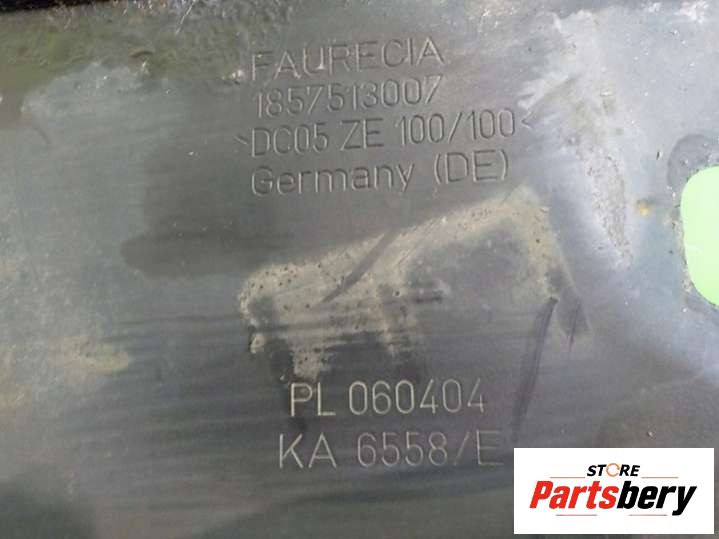 FAURECIA
1857513007
>DC05 ZE 100/100<
Germany (DE)
PL 060404
KA 6558/E
STORE
Partsbery